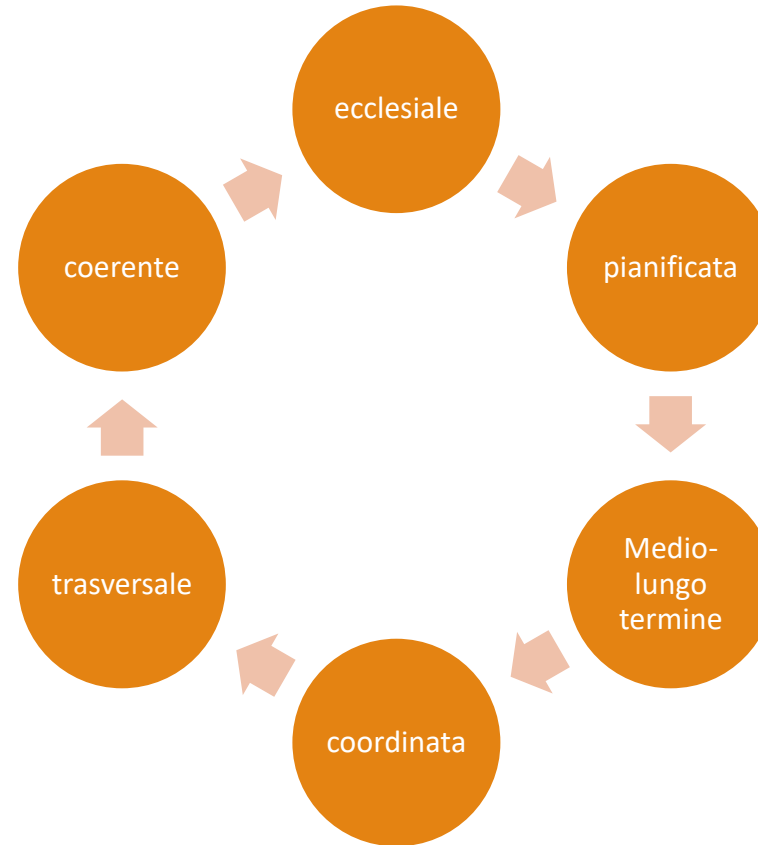 ecclesiale
pianificata
Medio-
lungo
termine
coordinata
trasversale
coerente